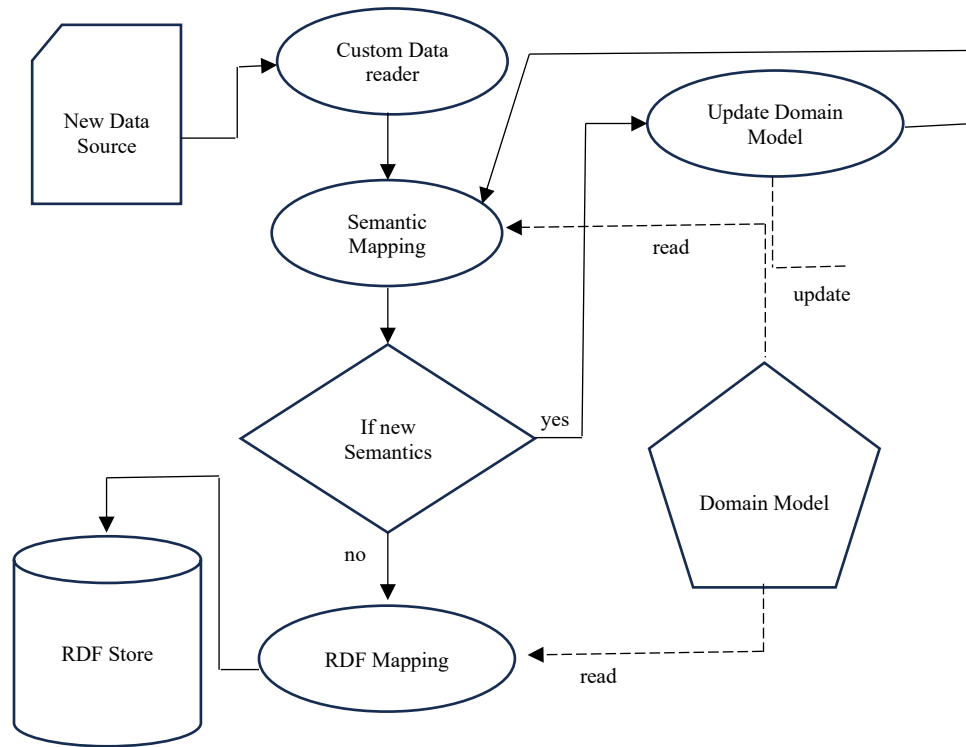 New Data
Source
Custom Data
reader
Update Domain
Model
Semantic
Mapping
read
update
If new
Semantics
yes
Domain Model
no
RDF Store
RDF Mapping
read